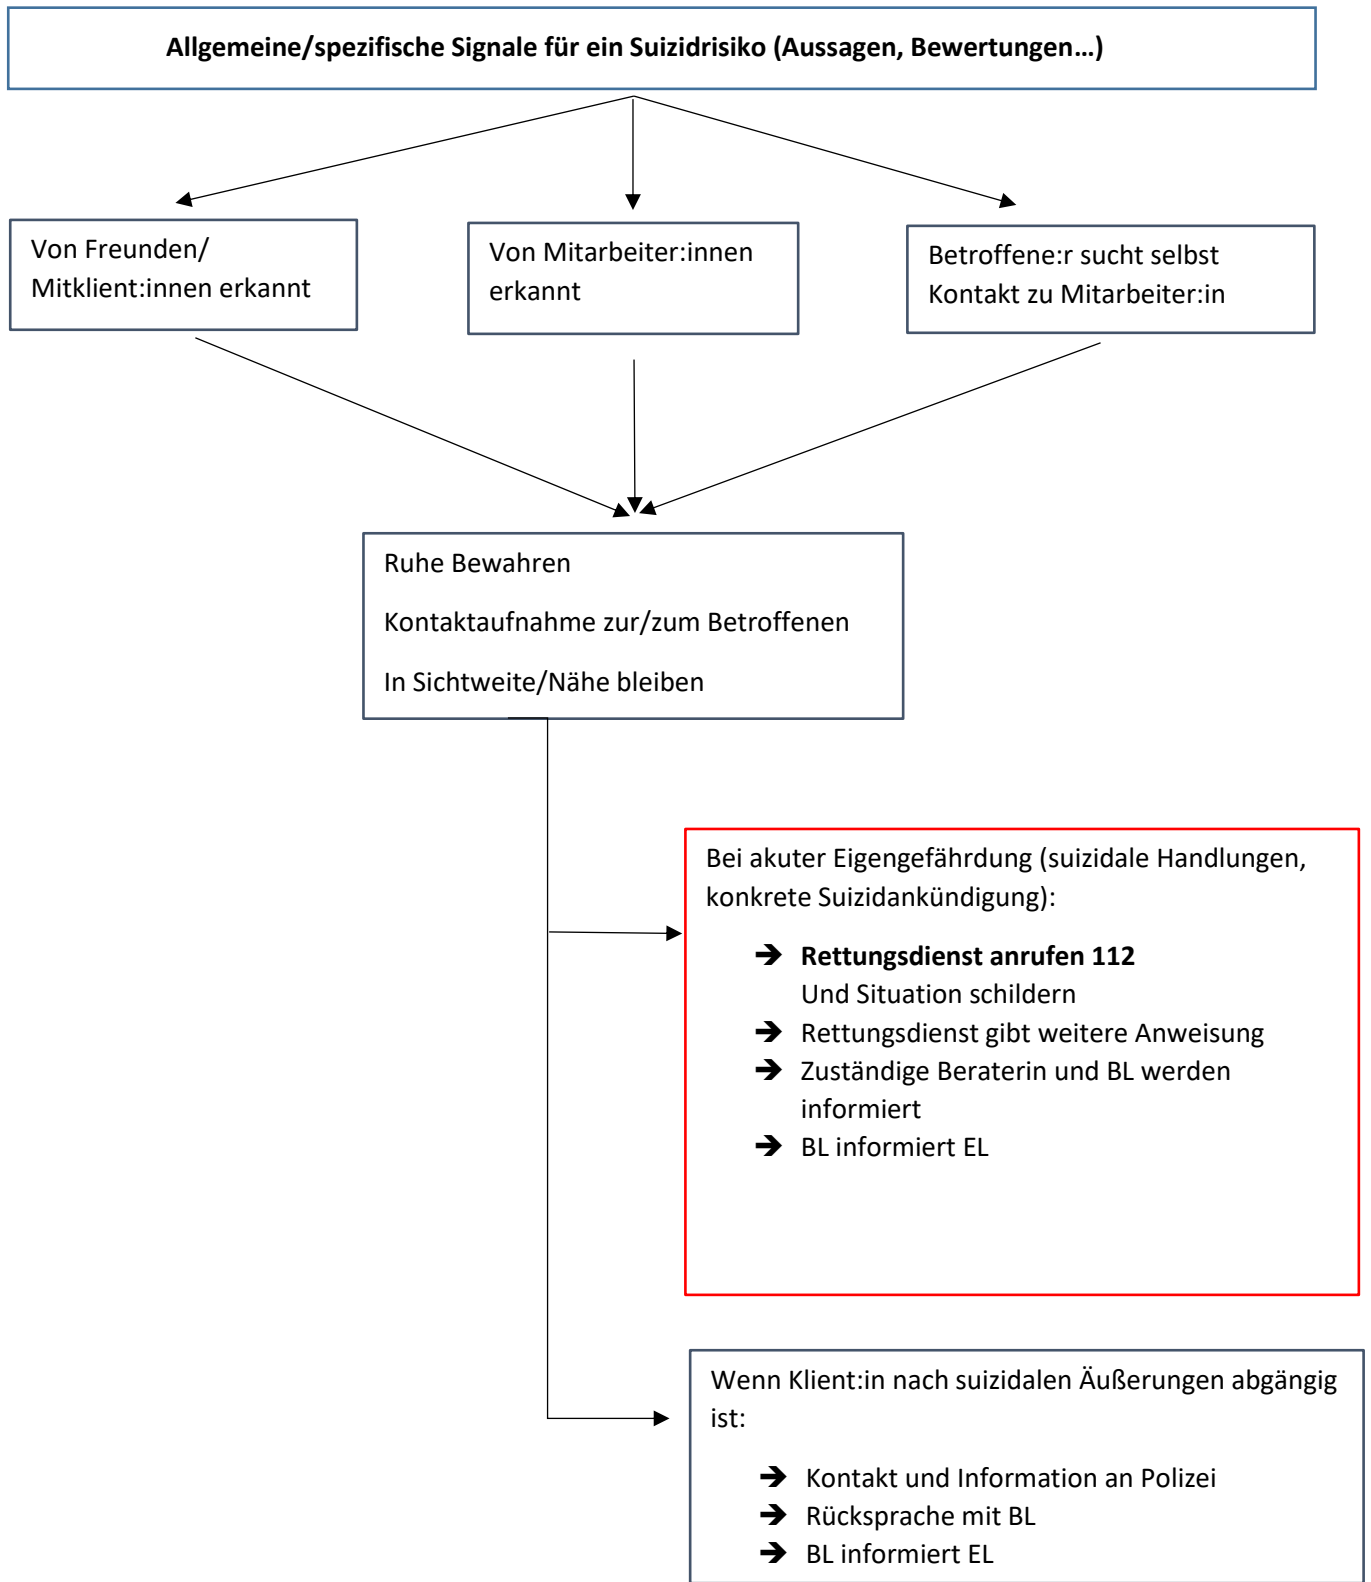 Allgemeine/spezifische Signale für ein Suizidrisiko (Aussagen, Bewertungen…)
Von Freunden/
Mitklient:innen erkannt
Von Mitarbeiter:innen
erkannt
Betroffene:r sucht selbst
Kontakt zu Mitarbeiter:in
Ruhe Bewahren
Kontaktaufnahme zur/zum Betroffenen
In Sichtweite/Nähe bleiben
Bei akuter Eigengefährdung (suizidale Handlungen,
konkrete Suizidankündigung):
➔ Rettungsdienst anrufen 112
Und Situation schildern
➔ Rettungsdienst gibt weitere Anweisung
➔ Zuständige Beraterin und BL werden
informiert
➔ BL informiert EL
Wenn Klient:in nach suizidalen Äußerungen abgängig
ist:
➔ Kontakt und Information an Polizei
➔ Rücksprache mit BL
➔ BL informiert EL